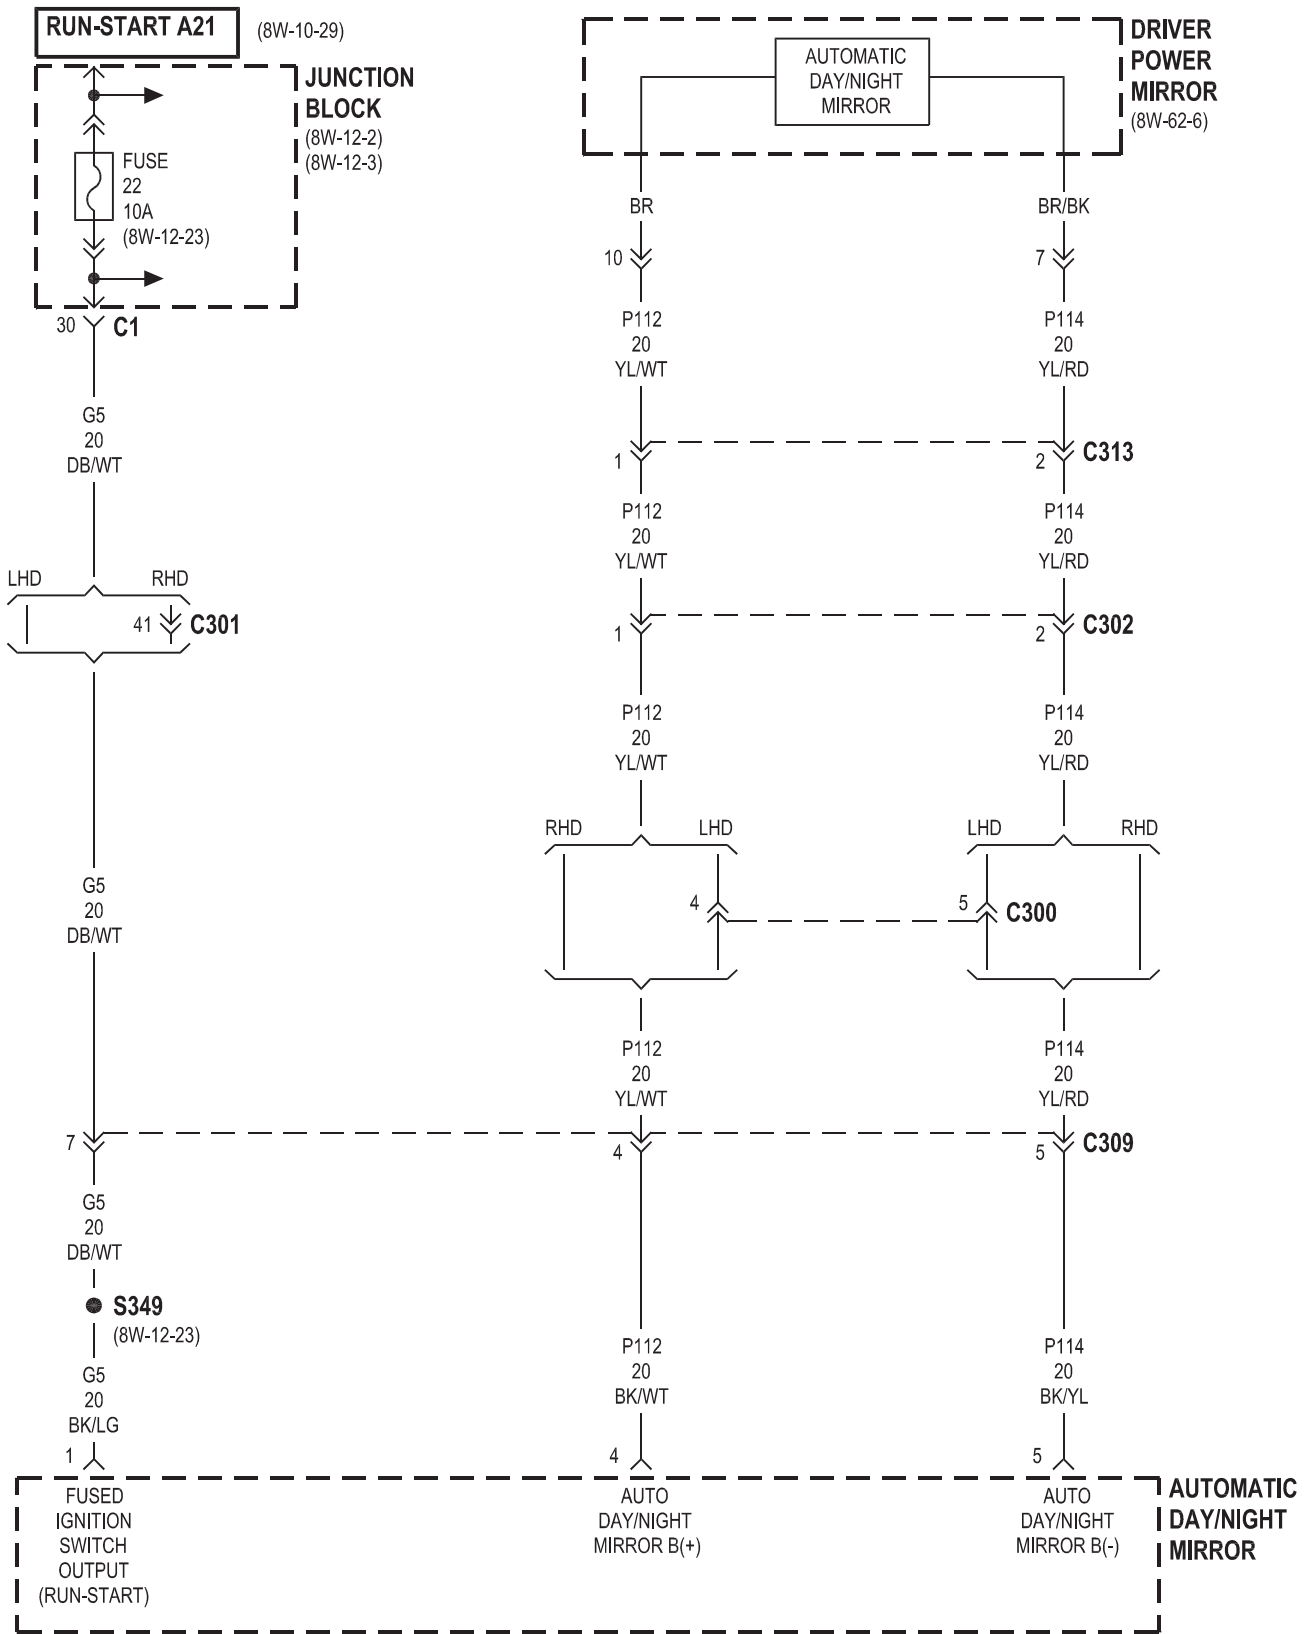 RUN-START A21 (8W-10-29)
JUNCTION
BLOCK
(8W-12-2)
(8W-12-3)
FUSE
22
10A
(8W-12-23)
30 C1
G5
20
DB/WT
LHD RHD
41 C301
G5
20
DB/WT
7
G5
20
DB/WT
S349
(8W-12-23)
G5
20
BK/LG
1
FUSED
IGNITION
SWITCH
OUTPUT
(RUN-START)
DRIVER
POWER
MIRROR
(8W-62-6)
AUTOMATIC
DAY/NIGHT
MIRROR
BR
10
P112
20
YL/WT
1
P112
20
YL/WT
1
P112
20
YL/WT
RHD LHD
4
P112
20
YL/WT
4
P112
20
BK/WT
4
AUTO
DAY/NIGHT
MIRROR B(+)
BR/BK
7
P114
20
YL/RD
2 C313
P114
20
YL/RD
2 C302
P114
20
YL/RD
LHD RHD
5 C300
P114
20
YL/RD
5 C309
P114
20
BK/YL
5
AUTO
DAY/NIGHT
MIRROR B(-)
AUTOMATIC
DAY/NIGHT
MIRROR